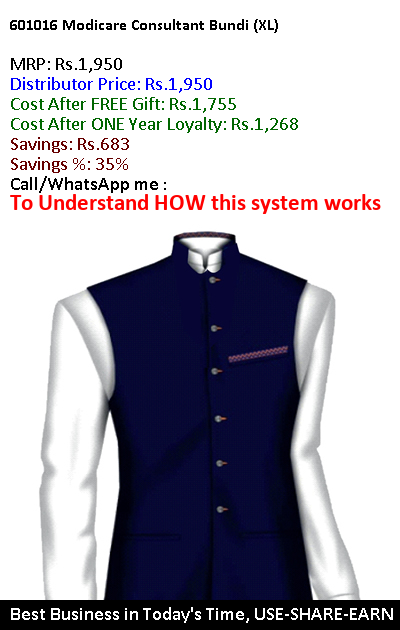 601016 Modicare Consultant Bundi (XL)
MRP: Rs.1,950
Distributor Price: Rs.1,950
Cost After FREE Gift: Rs.1,755
Cost After ONE Year Loyalty: Rs.1,268
Savings: Rs.683
Savings %: 35%
Call/WhatsApp me :
To Understand HOW this system works
Best Business in Today's Time, USE-SHARE-EARN